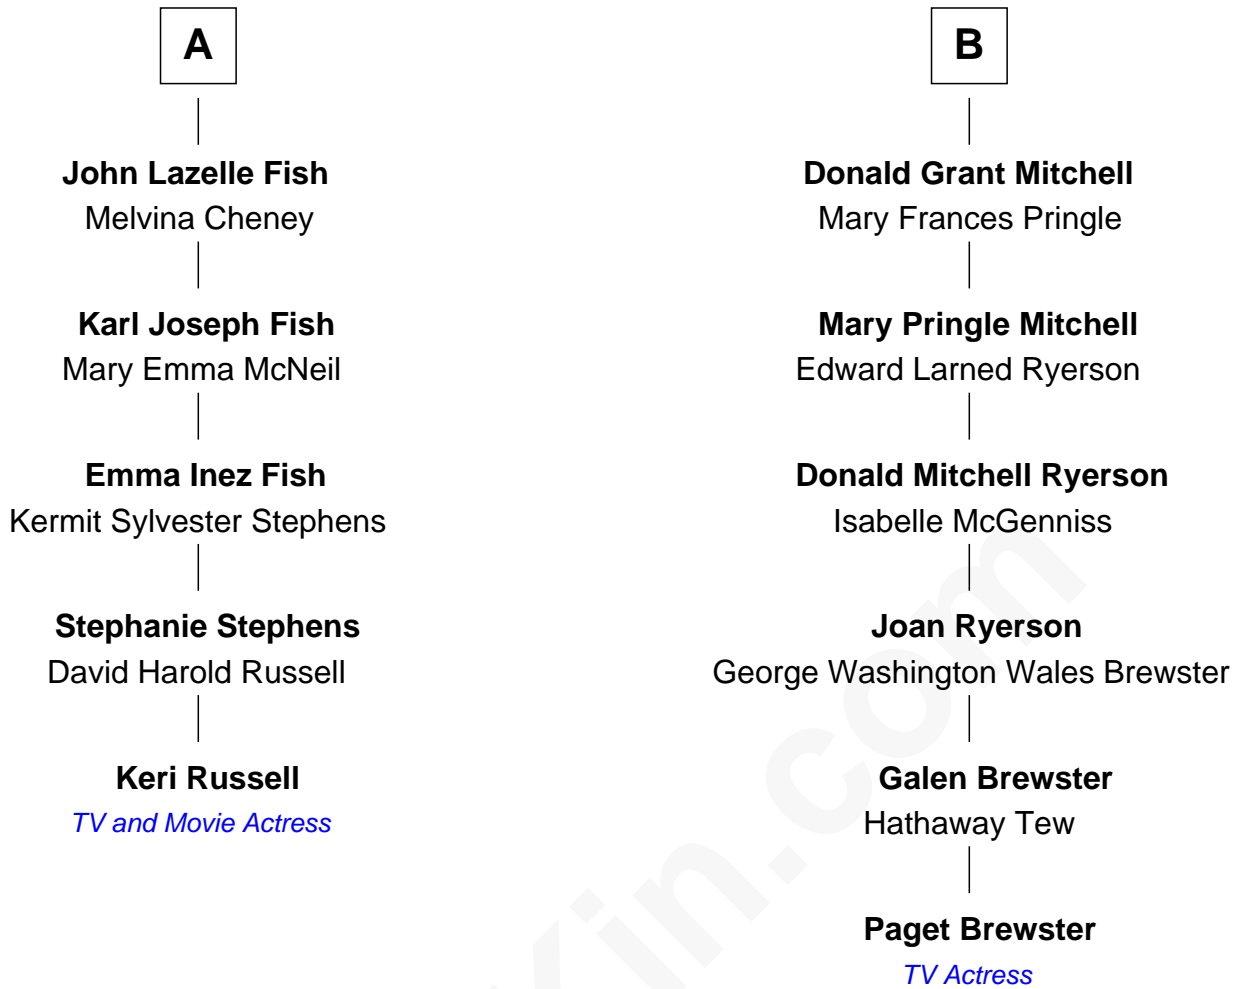 A
John Lazelle Fish
Melvina Cheney
Karl Joseph Fish
Mary Emma McNeil
Emma Inez Fish
Kermit Sylvester Stephens
Stephanie Stephens
David Harold Russell
Keri Russell
TV and Movie Actress
B
Donald Grant Mitchell
Mary Frances Pringle
Mary Pringle Mitchell
Edward Larned Ryerson
Donald Mitchell Ryerson
Isabelle McGenniss
Joan Ryerson
George Washington Wales Brewster
Galen Brewster
Hathaway Tew
Paget Brewster
TV Actress
Kin.com